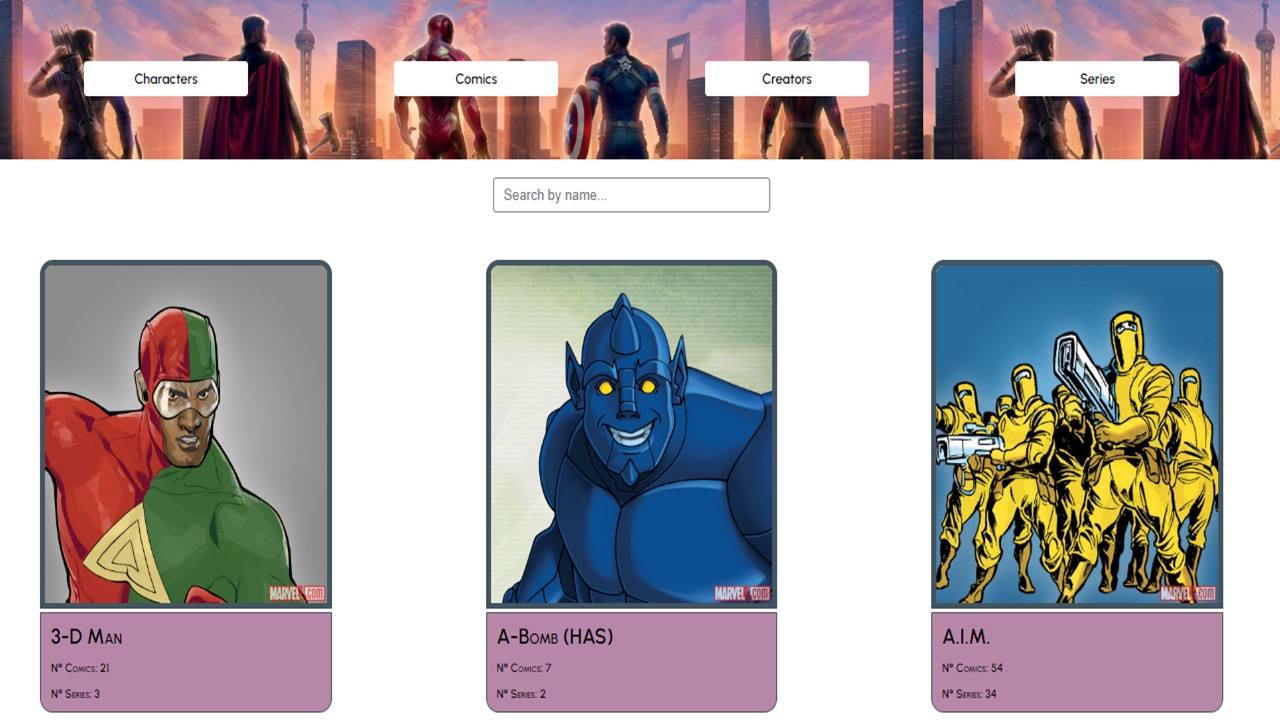 Characters
Comics
Creators
Series
Search by name...
MARVEL.com
MARVEL.com
MARVEL.com
3-D Man
A-Bomb (HAS)
A.I.M.
Nº Comics: 21
Nº Comics: 7
Nº Comics: 54
Nº Series: 3
Nº Series: 2
Nº Series: 34